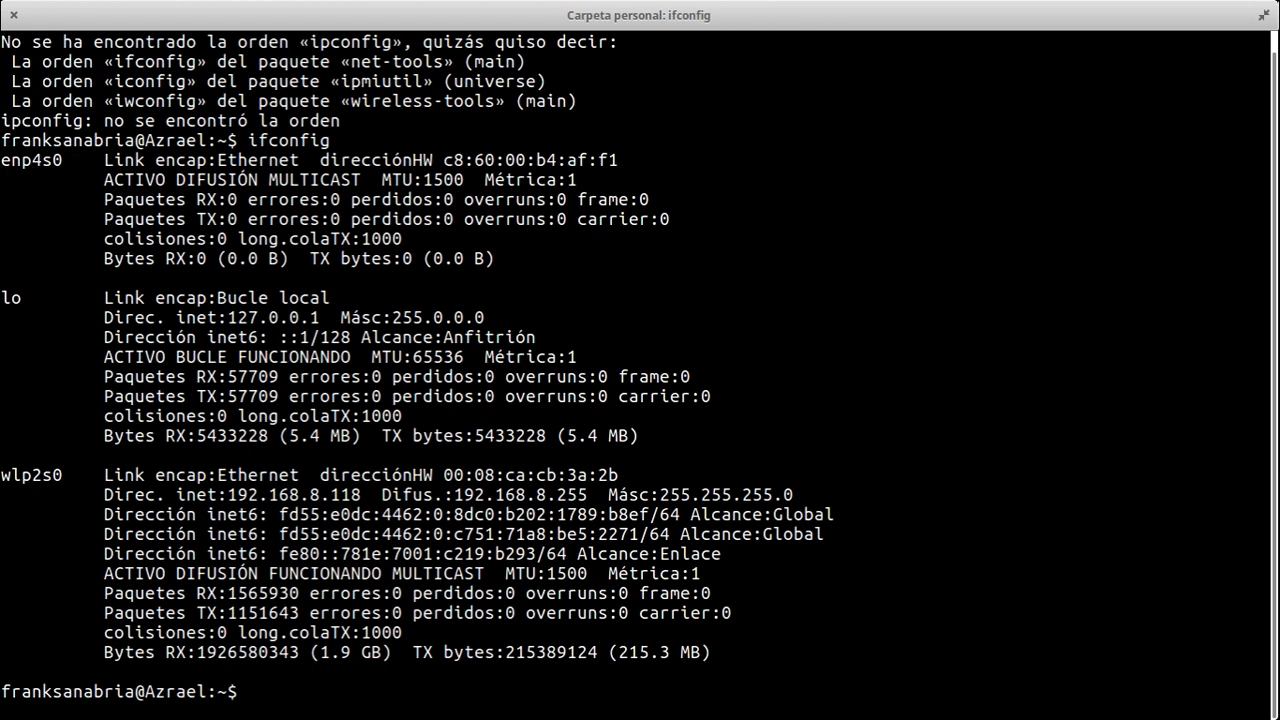 Carpeta personal: ifconfig
No se ha encontrado la orden «ipconfig», quizás quiso decir:
La orden «ifconfig» del paquete «net-tools» (main)
La orden «iconfig» del paquete «ipmiutil» (universe)
La orden «iwconfig» del paquete «wireless-tools» (main)
ipconfig: no se encontró la orden
franksanabria@Azrael:~$ ifconfig
enp4s0 Link encap:Ethernet direcciónHW c8:60:00:b4:af:f1
ACTIVO DIFUSIÓN MULTICAST MTU:1500 Métrica:1
Paquetes RX:0 errores:0 perdidos:0 overruns:0 frame:0
Paquetes TX:0 errores:0 perdidos:0 overruns:0 carrier:0
colisiones:0 long.colaTX:1000
Bytes RX:0 (0.0 B) TX bytes:0 (0.0 B)
lo Link encap:Bucle local
Direc. inet:127.0.0.1 Másc:255.0.0.0
Dirección inet6: ::1/128 Alcance:Anfitrión
ACTIVO BUCLE FUNCIONANDO MTU:65536 Métrica:1
Paquetes RX:57709 errores:0 perdidos:0 overruns:0 frame:0
Paquetes TX:57709 errores:0 perdidos:0 overruns:0 carrier:0
colisiones:0 long.colaTX:1000
Bytes RX:5433228 (5.4 MB) TX bytes:5433228 (5.4 MB)
wlp2s0 Link encap:Ethernet direcciónHW 00:08:ca:cb:3a:2b
Direc. inet:192.168.8.118 Difus.:192.168.8.255 Másc:255.255.255.0
Dirección inet6: fd55:e0dc:4462:0:8dc0:b202:1789:b8ef/64 Alcance:Global
Dirección inet6: fd55:e0dc:4462:0:c751:71a8:be5:2271/64 Alcance:Global
Dirección inet6: fe80::781e:7001:c219:b293/64 Alcance:Enlace
ACTIVO DIFUSIÓN FUNCIONANDO MULTICAST MTU:1500 Métrica:1
Paquetes RX:1565930 errores:0 perdidos:0 overruns:0 frame:0
Paquetes TX:1151643 errores:0 perdidos:0 overruns:0 carrier:0
colisiones:0 long.colaTX:1000
Bytes RX:1926580343 (1.9 GB) TX bytes:215389124 (215.3 MB)
franksanabria@Azrael:~$